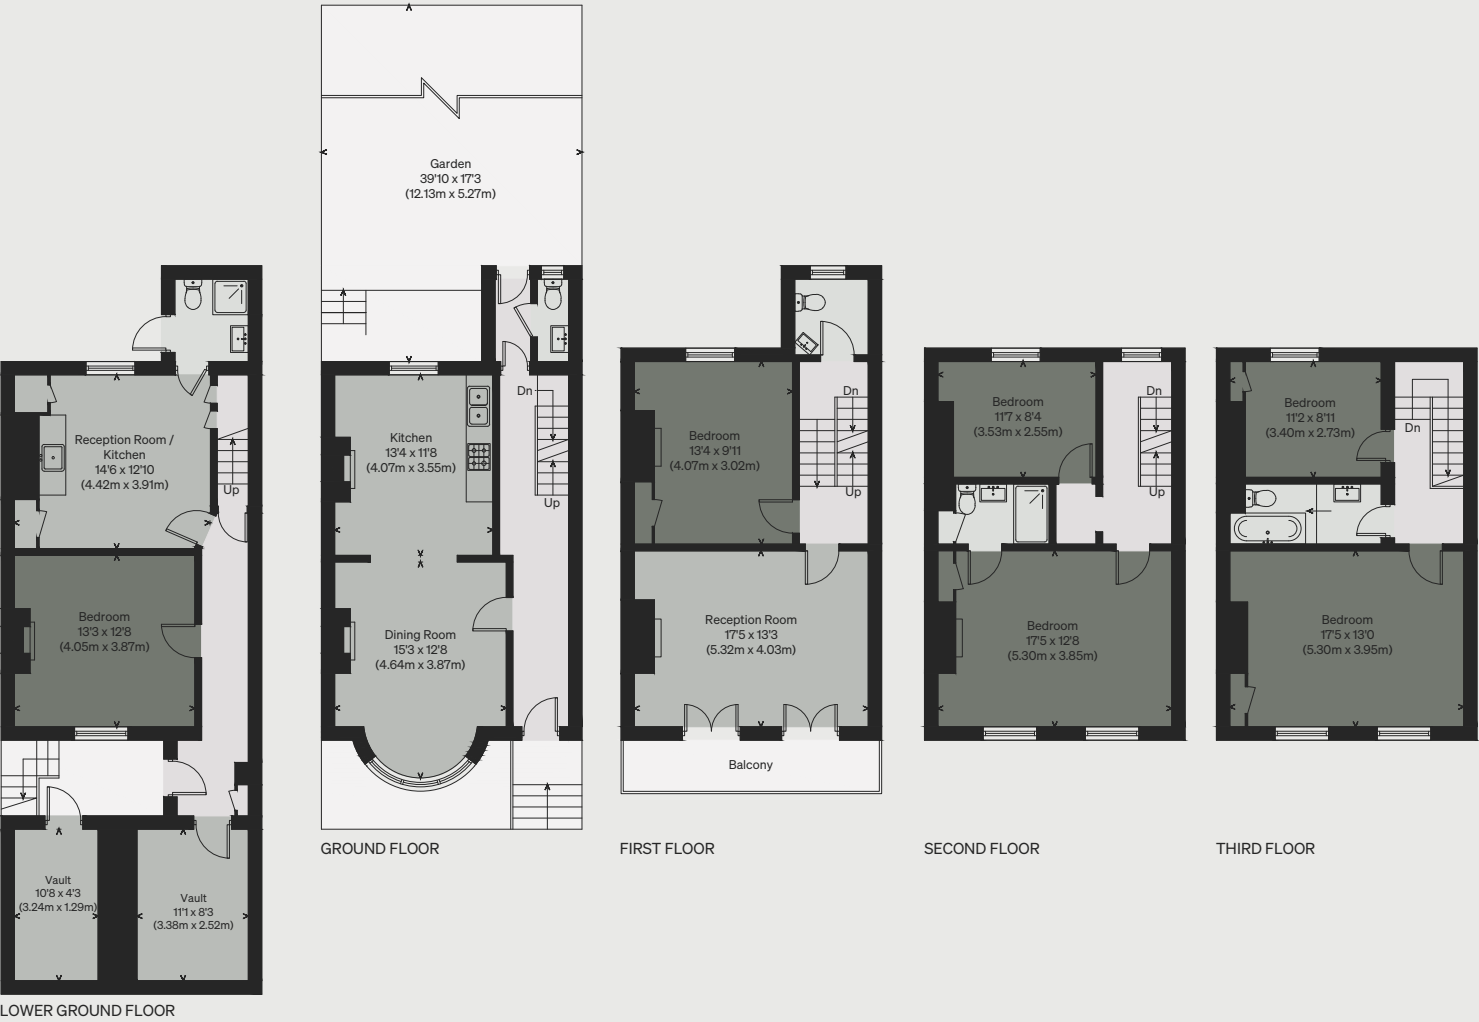 Garden
39'10 x 17'3
(12.13m x 5.27m)
Reception Room /
Kitchen
14'6 x 12'10
(4.42m x 3.91m)
Up
Bedroom
13'3 x 12'8
(4.05m x 3.87m)
Vault
10'8 x 4'3
(3.24m x 1.29m)
Vault
11'1 x 8'3
(3.38m x 2.52m)
LOWER GROUND FLOOR
Dn
Kitchen
13'4 x 11'8
(4.07m x 3.55m)
Up
Dining Room
15'3 x 12'8
(4.64m x 3.87m)
GROUND FLOOR
Dn
Bedroom
13'4 x 9'11
(4.07m x 3.02m)
Up
Reception Room
17'5 x 13'3
(5.32m x 4.03m)
Balcony
FIRST FLOOR
Dn
Bedroom
11'7 x 8'4
(3.53m x 2.55m)
Up
Bedroom
17'5 x 12'8
(5.30m x 3.85m)
SECOND FLOOR
Bedroom
11'2 x 8'11
(3.40m x 2.73m)
Dn
Bedroom
17'5 x 13'0
(5.30m x 3.95m)
THIRD FLOOR